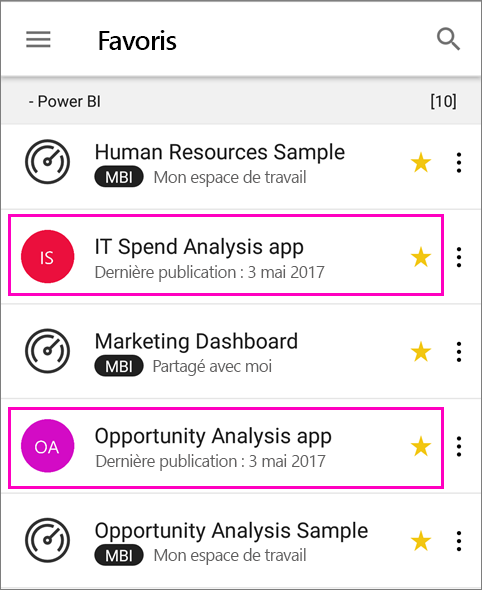 Favoris
- Power BI [10]
Human Resources Sample
MBI Mon espace de travail
IS
IT Spend Analysis app
Dernière publication : 3 mai 2017
Marketing Dashboard
MBI Partagé avec moi
OA
Opportunity Analysis app
Dernière publication : 3 mai 2017
Opportunity Analysis Sample
MBI Mon espace de travail